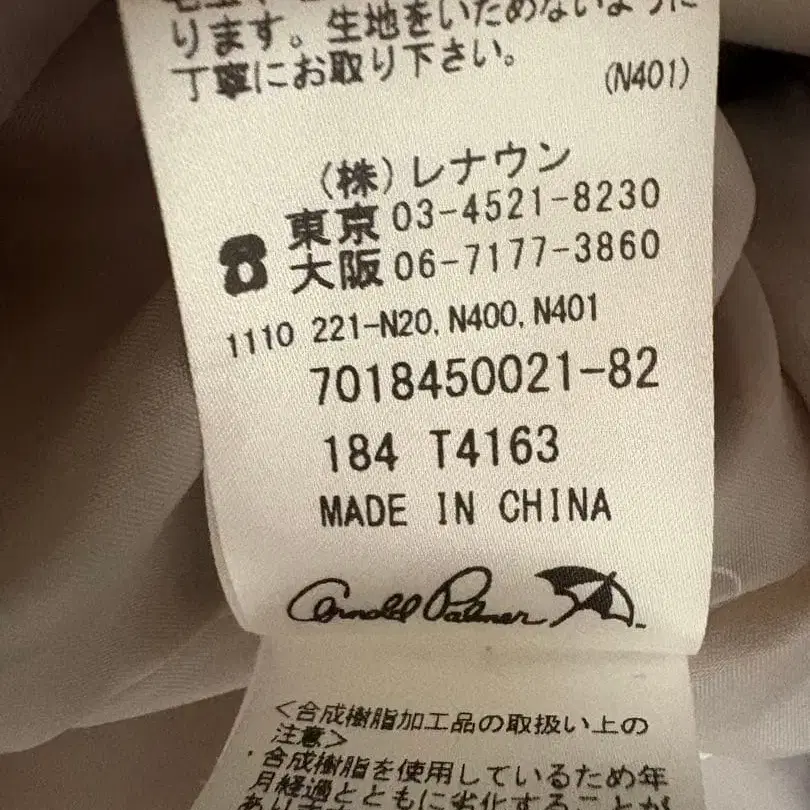 ります。生地をいためないように
丁寧にお取り下さい。
(N401)
(株)レナウン
東京 03-4521-8230
大阪 06-7177-3860
1110 221-N20,N400,N401
7018450021-82
184 T4163
MADE IN CHINA
Arnold Palmer
<合成樹脂加工品の取扱い上の
注意>
・合成樹脂を使用しているため年
月経過とともに劣化することが